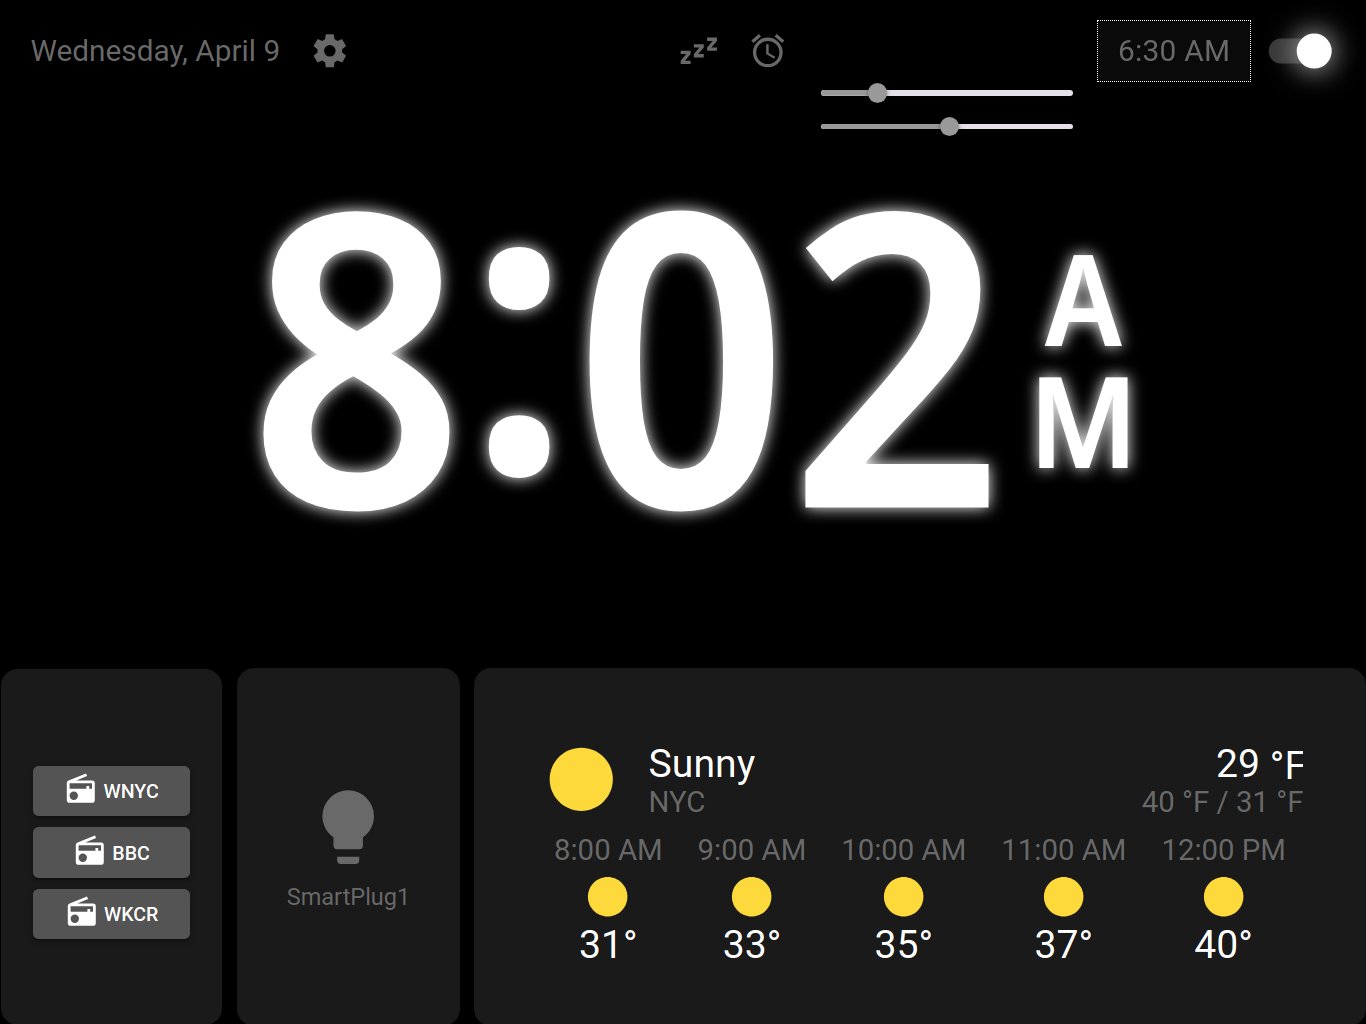 Wednesday, April 9
zzz
6:30 AM
8:02
AM
WNYC
BBC
WKCR
SmartPlug1
Sunny
29 °F
NYC
40 °F / 31 °F
8:00 AM 9:00 AM 10:00 AM 11:00 AM 12:00 PM
31° 33° 35° 37° 40°